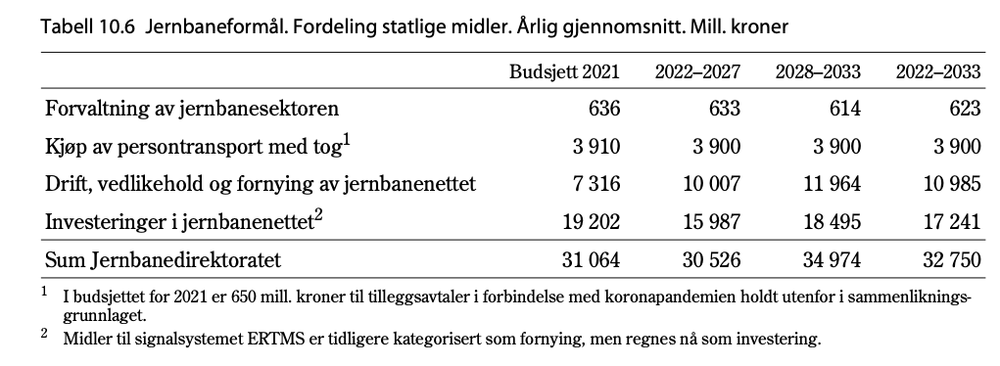 Tabell 10.6 Jernbaneformål. Fordeling statlige midler. Årlig gjennomsnitt. Mill. kroner
Budsjett 2021 2022–2027 2028–2033 2022–2033
Forvaltning av jernbanesektoren 636 633 614 623
Kjøp av persontransport med tog1 3 910 3 900 3 900 3 900
Drift, vedlikehold og fornying av jernbanenettet 7 316 10 007 11 964 10 985
Investeringer i jernbanenettet2 19 202 15 987 18 495 17 241
Sum Jernbanedirektoratet 31 064 30 526 34 974 32 750
1 I budsjettet for 2021 er 650 mill. kroner til tilleggsavtaler i forbindelse med koronapandemien holdt utenfor i sammenliknings-
grunnlaget.
2 Midler til signalsystemet ERTMS er tidligere kategorisert som fornying, men regnes nå som investering.